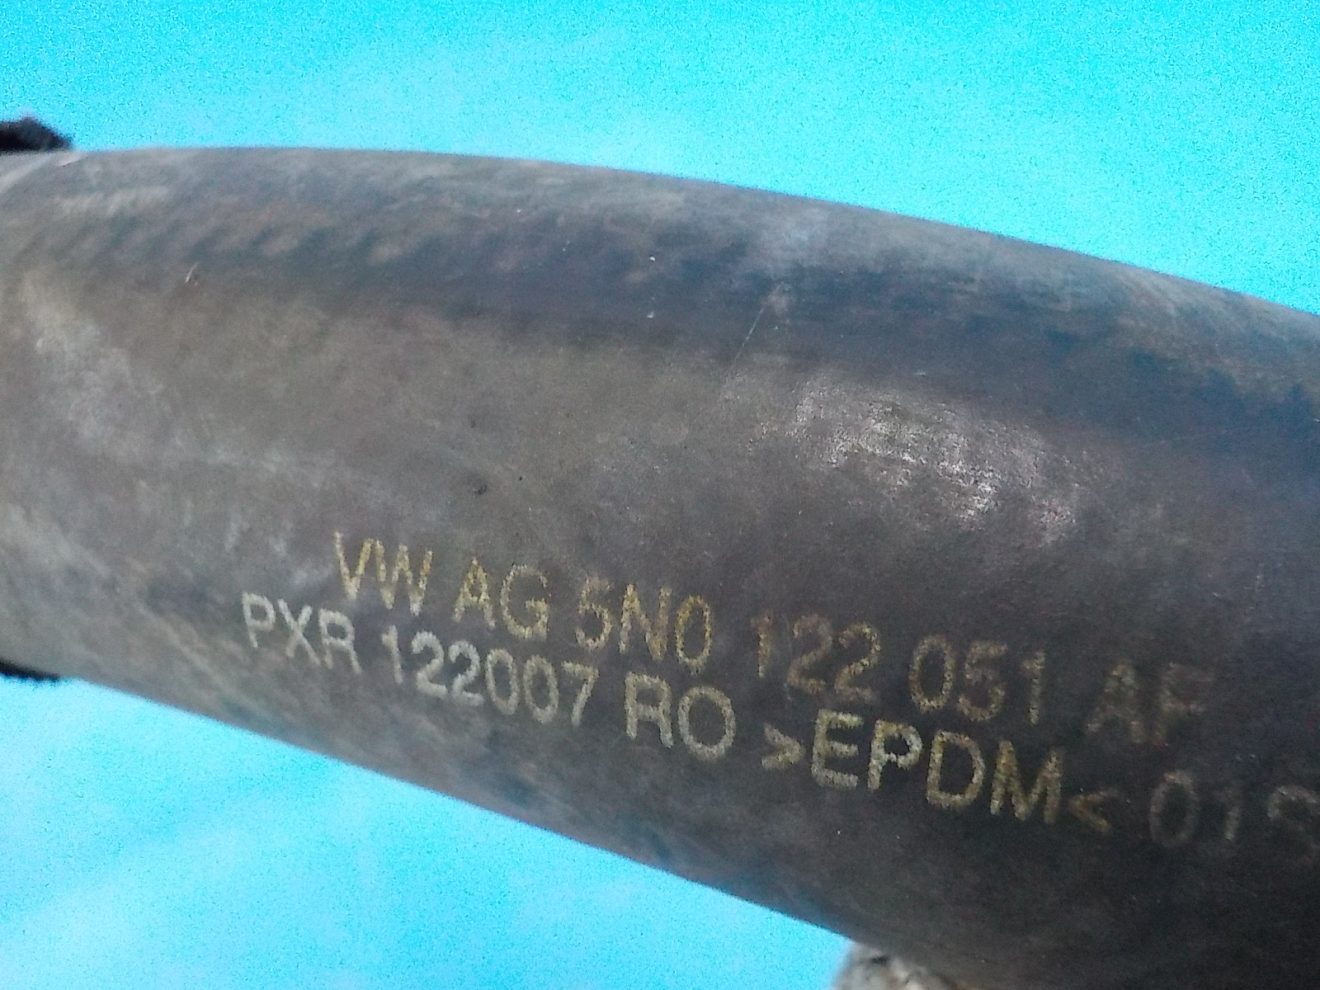 VW AG 5N0 122 051 AF
PXR 122007 RO >EPDM<